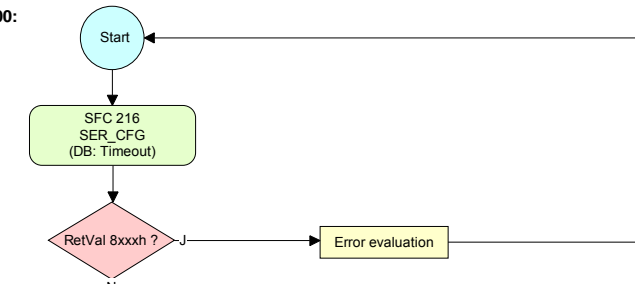 00:
Start
SFC 216
SER_CFG
(DB: Timeout)
RetVal 8xxxh ?
J
Error evaluation